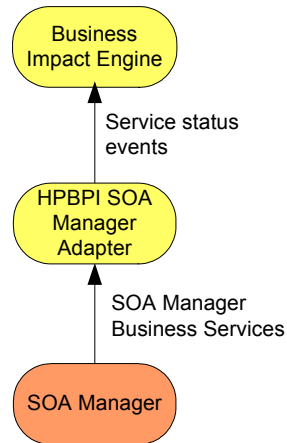 Business
Impact Engine
Service status
events
HPBPI SOA
Manager
Adapter
SOA Manager
Business Services
SOA Manager